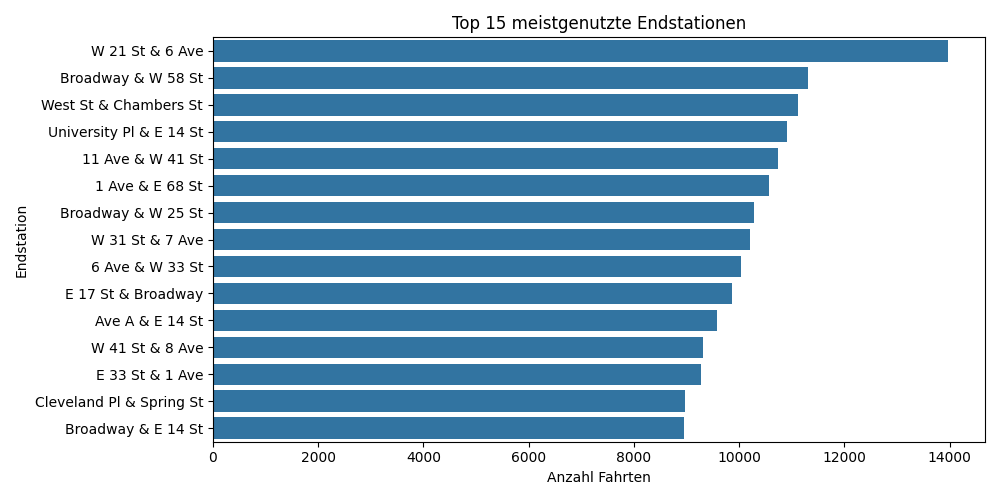 Top 15 meistgenutzte Endstationen
W 21 St & 6 Ave
Broadway & W 58 St
West St & Chambers St
University Pl & E 14 St
11 Ave & W 41 St
1 Ave & E 68 St
Broadway & W 25 St
W 31 St & 7 Ave
6 Ave & W 33 St
E 17 St & Broadway
Ave A & E 14 St
W 41 St & 8 Ave
E 33 St & 1 Ave
Cleveland Pl & Spring St
Broadway & E 14 St
Endstation
0 2000 4000 6000 8000 10000 12000 14000
Anzahl Fahrten